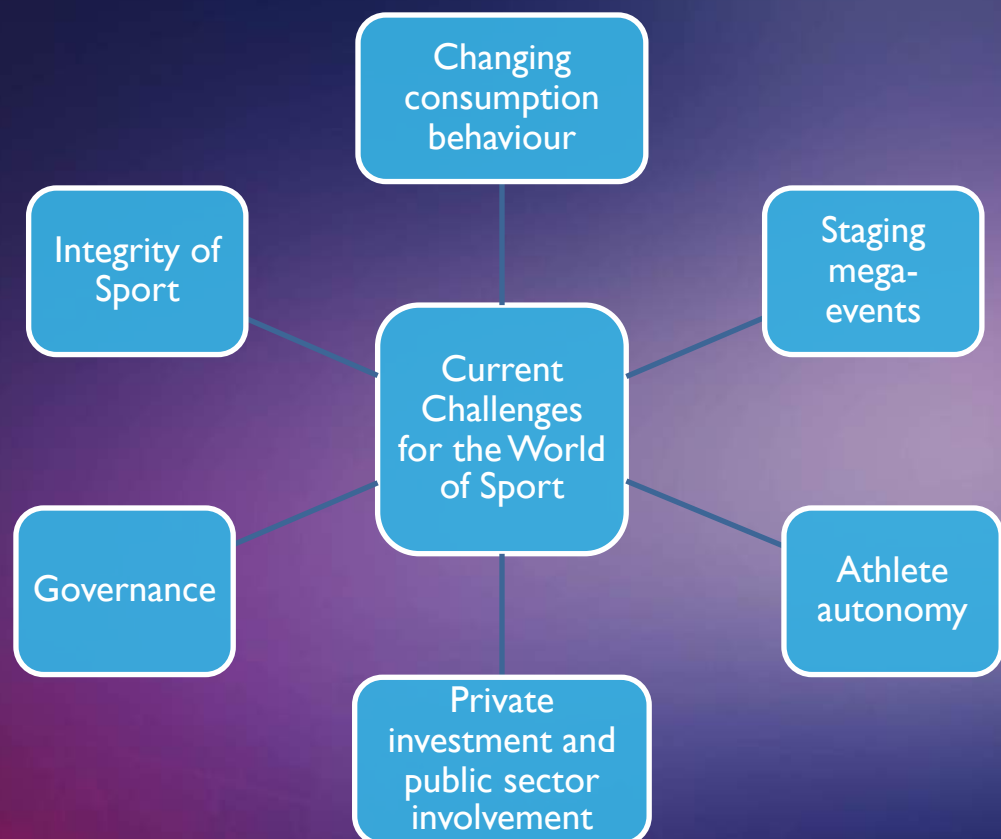 Changing
consumption
behaviour
Staging
mega-
events
Athlete
autonomy
Private
investment and
public sector
involvement
Governance
Integrity of
Sport
Current
Challenges
for the World
of Sport